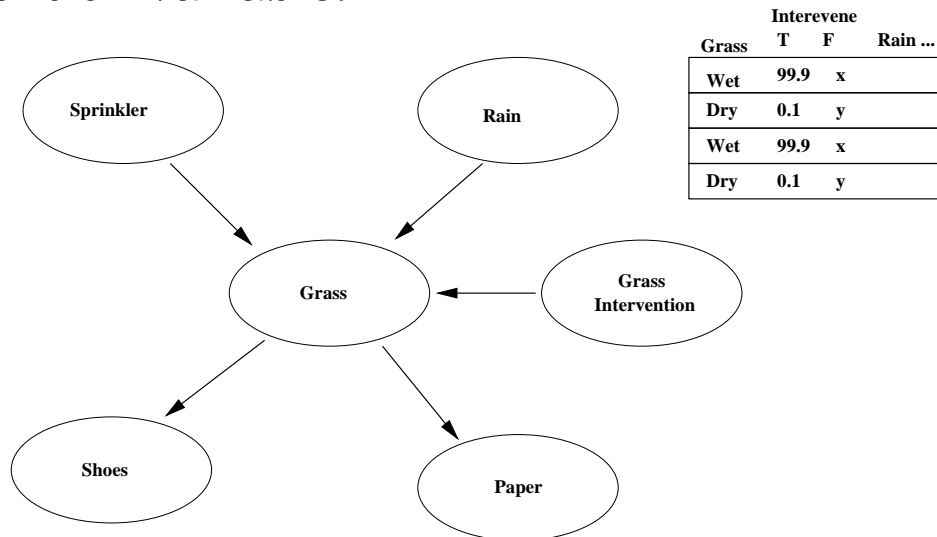 Interevene
Grass T F Rain ...
Wet 99.9 x
Dry 0.1 y
Wet 99.9 x
Dry 0.1 y
Sprinkler
Rain
Grass
Grass
Intervention
Shoes
Paper